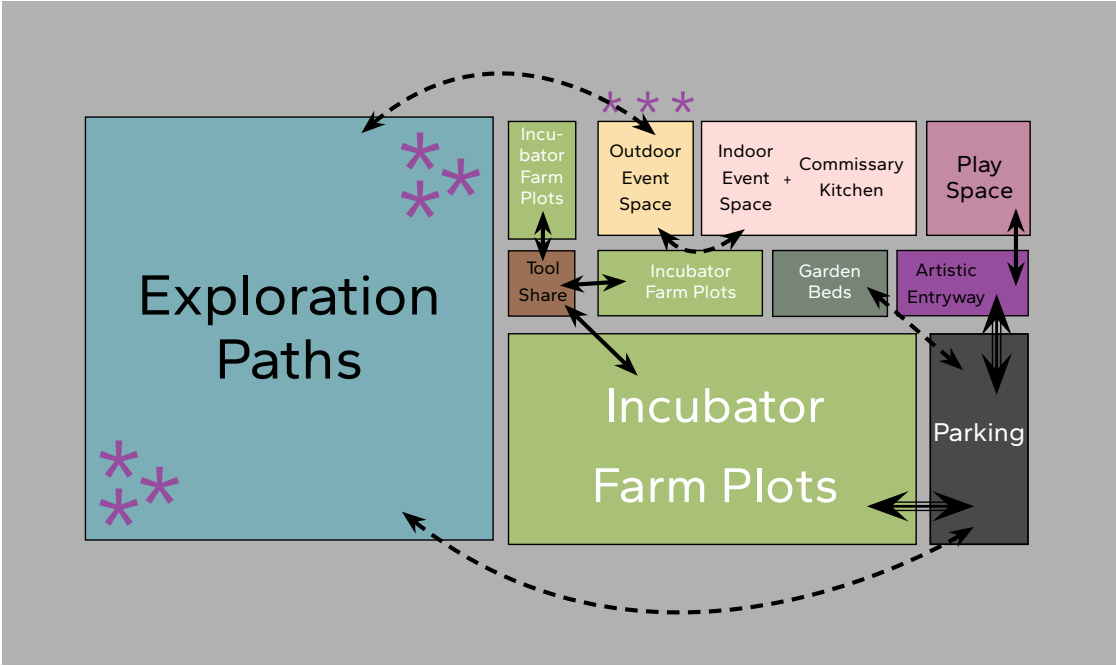 Exploration
Paths
Incu-
bator
Farm
Plots
Outdoor
Event
Space
Indoor
Event
Space
+
Commissary
Kitchen
Play
Space
Tool
Share
Incubator
Farm Plots
Garden
Beds
Artistic
Entryway
Incubator
Farm Plots
Parking